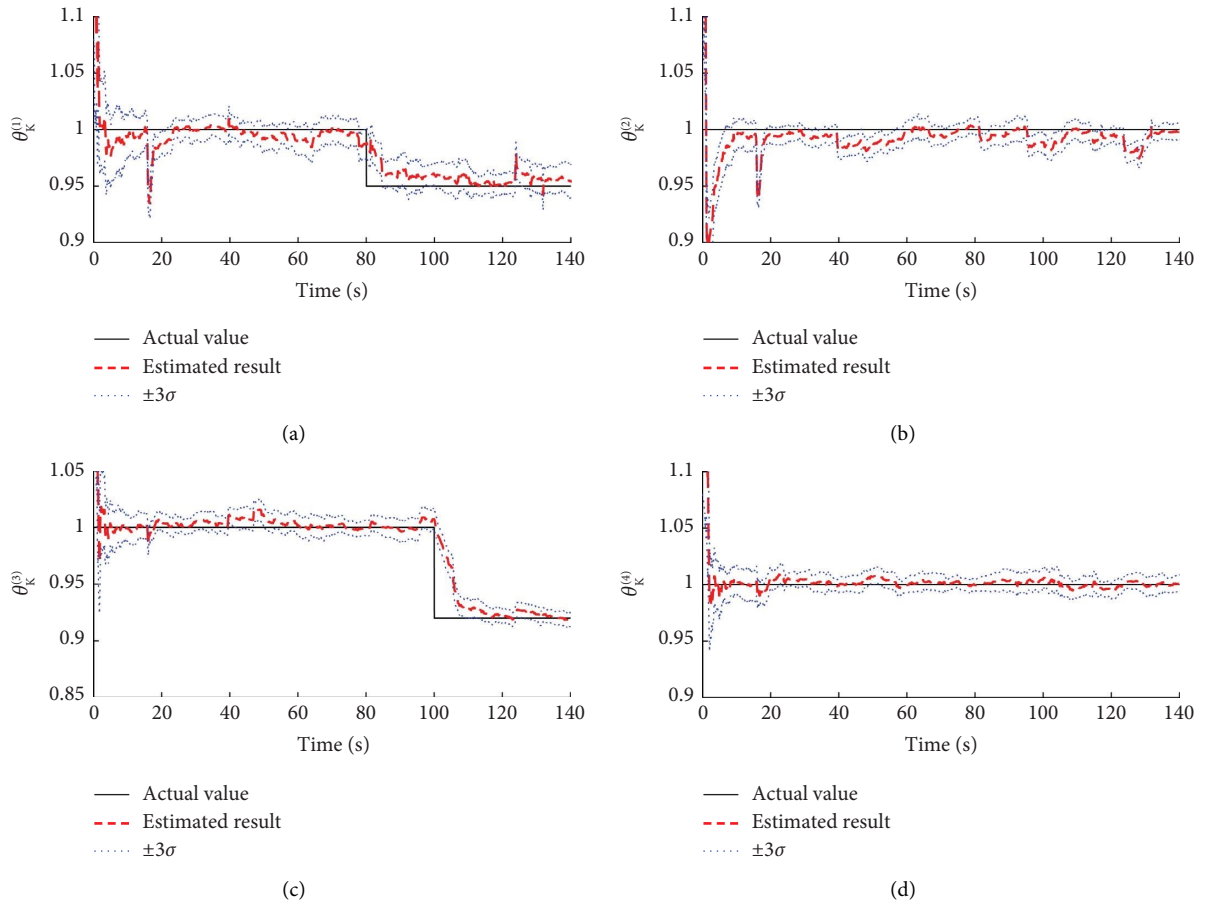 1.1
1.05
1
0.95
0.9
θK(1)
0 20 40 60 80 100 120 140
Time (s)
Actual value
Estimated result
±3σ
(a)
1.1
1.05
1
0.95
0.9
θK(2)
0 20 40 60 80 100 120 140
Time (s)
Actual value
Estimated result
±3σ
(b)
1.05
1
0.95
0.9
0.85
θK(3)
0 20 40 60 80 100 120 140
Time (s)
Actual value
Estimated result
±3σ
(c)
1.1
1.05
1
0.95
0.9
θK(4)
0 20 40 60 80 100 120 140
Time (s)
Actual value
Estimated result
±3σ
(d)